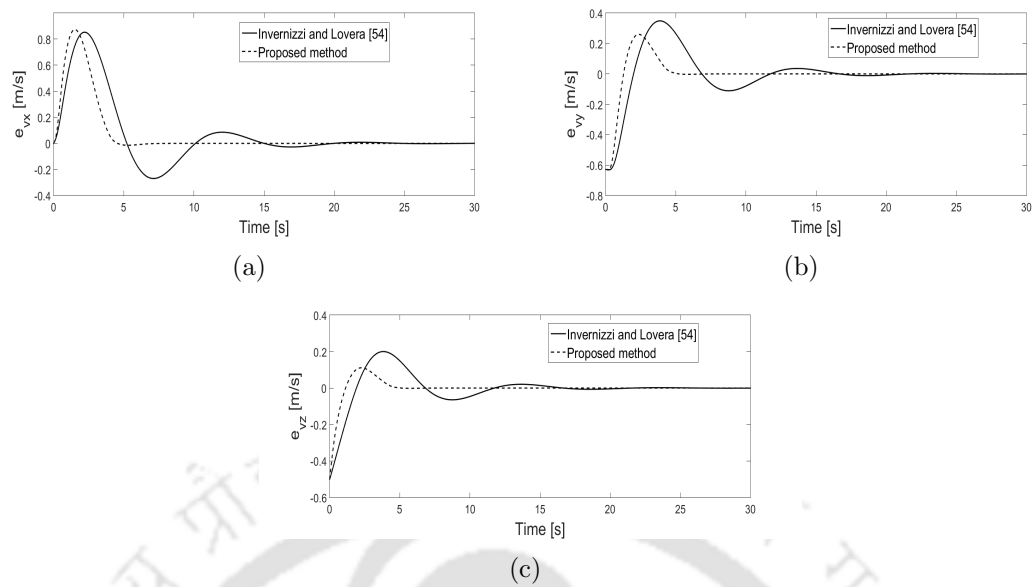 0.8
0.6
0.4
0.2
0
-0.2
-0.4
e_vx [m/s]
Invernizzi and Lovera [54]
Proposed method
0 5 10 15 20 25 30
Time [s]
(a)
0.4
0.2
0
-0.2
-0.4
-0.6
-0.8
e_vy [m/s]
Invernizzi and Lovera [54]
Proposed method
0 5 10 15 20 25 30
Time [s]
(b)
0.4
0.2
0
-0.2
-0.4
-0.6
e_vz [m/s]
Invernizzi and Lovera [54]
Proposed method
0 5 10 15 20 25 30
Time [s]
(c)